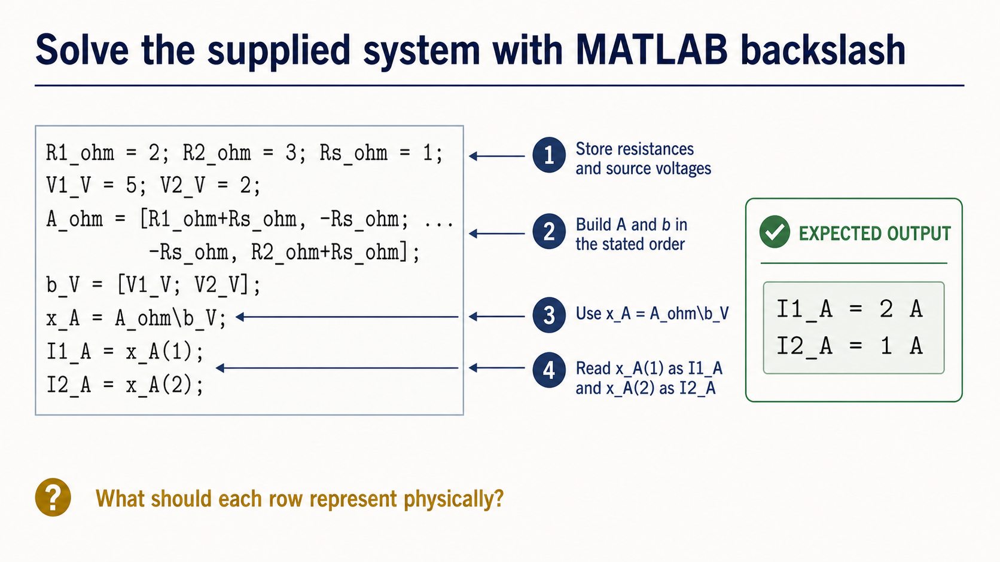 Solve the supplied system with MATLAB backslash
R1_ohm = 2; R2_ohm = 3; Rs_ohm = 1;
V1_V = 5; V2_V = 2;
A_ohm = [R1_ohm+Rs_ohm, -Rs_ohm; ...
-Rs_ohm, R2_ohm+Rs_ohm];
b_V = [V1_V; V2_V];
x_A = A_ohm\b_V;
I1_A = x_A(1);
I2_A = x_A(2);
1
Store resistances
and source voltages
2
Build A and b in
the stated order
3
Use x_A = A_ohm\b_V
4
Read x_A(1) as I1_A
and x_A(2) as I2_A
EXPECTED OUTPUT
I1_A = 2 A
I2_A = 1 A
?
What should each row represent physically?